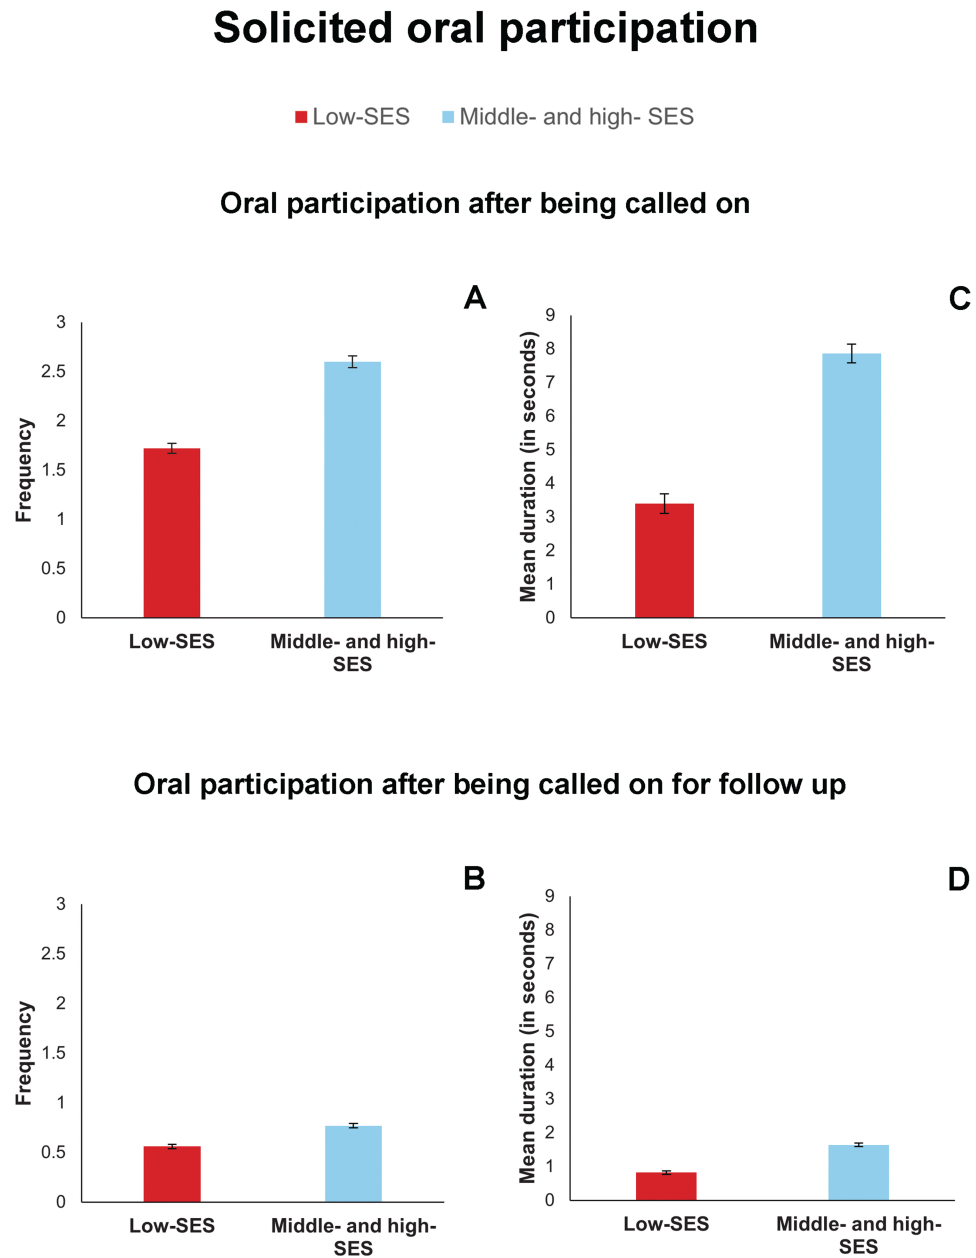 Solicited oral participation
Low-SES
Middle- and high- SES
Oral participation after being called on
A
3
2.5
2
1.5
1
0.5
0
Frequency
Low-SES
Middle- and high-
SES
C
9
8
7
6
5
4
3
2
1
0
Mean duration (in seconds)
Low-SES
Middle- and high-
SES
Oral participation after being called on for follow up
B
3
2.5
2
1.5
1
0.5
0
Frequency
Low-SES
Middle- and high-
SES
D
9
8
7
6
5
4
3
2
1
0
Mean duration (in seconds)
Low-SES
Middle- and high-
SES